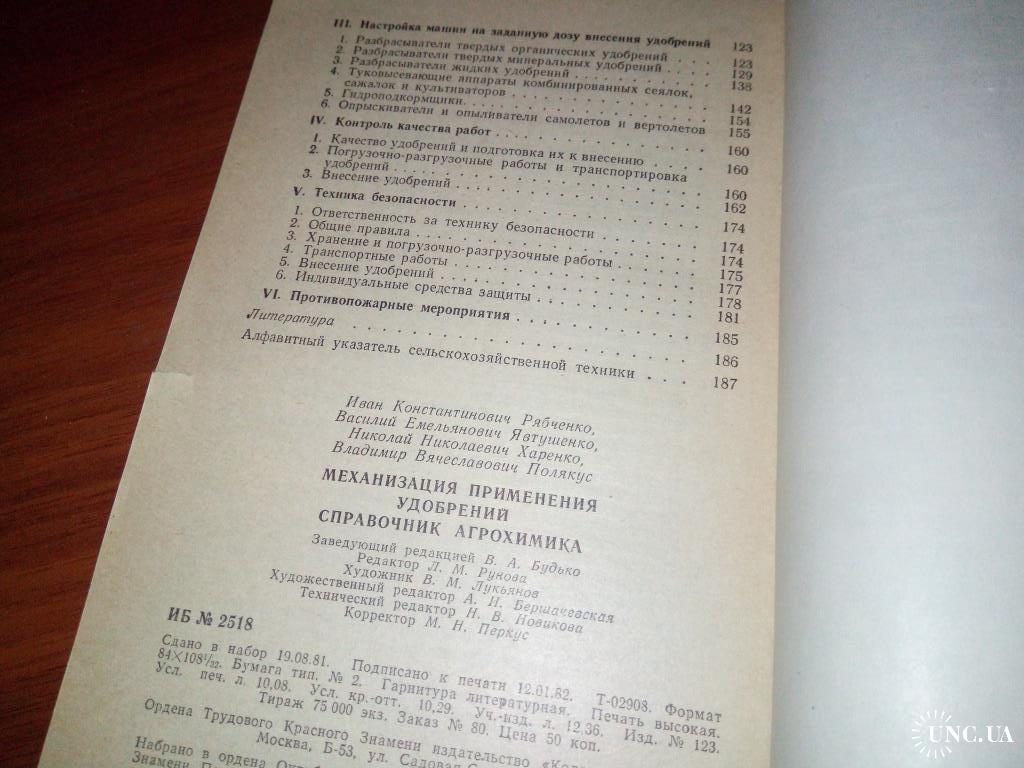 III. Настройка машин на заданную дозу внесения удобрений 123
1. Разбрасыватели твердых органических удобрений . . . 123
2. Разбрасыватели твердых минеральных удобрений . . . . 129
3. Разбрасыватели жидких удобрений . . . . . . . . . 138
4. Туковысевающие аппараты комбинированных сеялок,
сажалок и культиваторов . . . . . . . . . . . 142
5. Гидроподкормщики. . . . . . . . . . . . . . 154
6. Опрыскиватели и опыливатели самолетов и вертолетов 155
IV. Контроль качества работ . . . . . . . . . . . 160
1. Качество удобрений и подготовка их к внесению . . . . 160
2. Погрузочно-разгрузочные работы и транспортировка
удобрений . . . . . . . . . . . . . . . . 160
3. Внесение удобрений . . . . . . . . . . . . . 162
V. Техника безопасности . . . . . . . . . . . . 174
1. Ответственность за технику безопасности . . . . . . 174
2. Общие правила . . . . . . . . . . . . . . . 174
3. Хранение и погрузочно-разгрузочные работы . . . . . 175
4. Транспортные работы . . . . . . . . . . . . . 177
5. Внесение удобрений . . . . . . . . . . . . . 178
6. Индивидуальные средства защиты . . . . . . . . . 181
VI. Противопожарные мероприятия . . . . . . . . . 185
Литература . . . . . . . . . . . . . . . . . 186
Алфавитный указатель сельскохозяйственной техники . . . 187
Иван Константинович Рябченко,
Василий Емельянович Явтушенко,
Николай Николаевич Харенко,
Владимир Вячеславович Полякус
МЕХАНИЗАЦИЯ ПРИМЕНЕНИЯ
УДОБРЕНИЙ
СПРАВОЧНИК АГРОХИМИКА
Заведующий редакцией В. А. Будько
Редактор Л. М. Рунова
Художник В. М. Лукьянов
Художественный редактор А. И. Бершачевская
Технический редактор Н. В. Новикова
Корректор М. Н. Перкус
ИБ № 2518
Сдано в набор 19.08.81. Подписано к печати 12.01.82. Т-02908. Формат
84×108¹/₃₂. Бумага тип. № 2. Гарнитура литературная. Печать высокая.
Усл. печ. л. 10,08. Усл. кр.-отт. 10,29. Уч.-изд. л. 12,36. Изд. № 123.
Тираж 75 000 экз. Заказ № 80. Цена 50 коп.
Ордена Трудового Красного Знамени издательство
Москва, Б-53, ул. Садовая
Набрано в ордена
UNC.UA